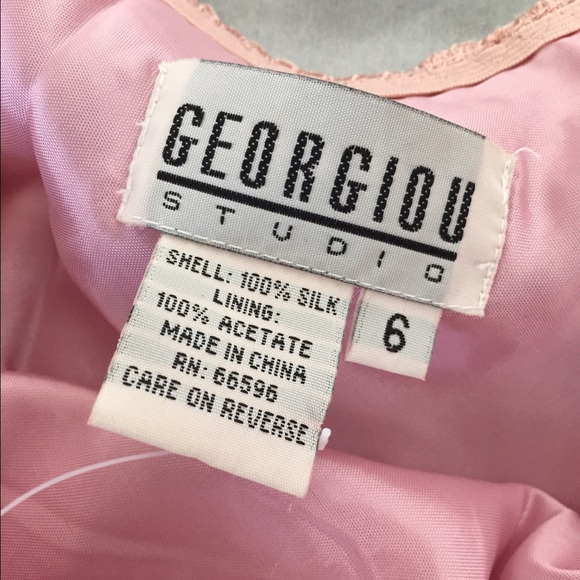 GEORGIOU
STUDIO
SHELL: 100% SILK
LINING:
100% ACETATE
MADE IN CHINA
RN: 66596
CARE ON REVERSE
6